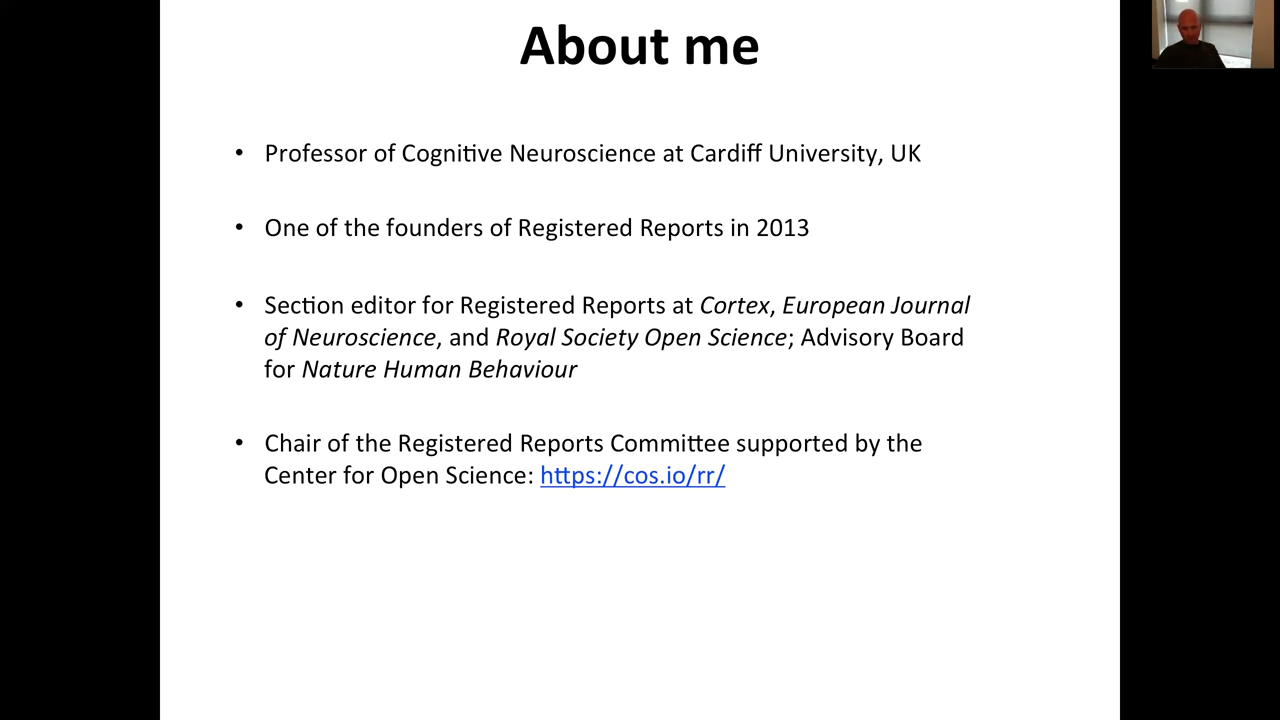 About me
• Professor of Cognitive Neuroscience at Cardiff University, UK
• One of the founders of Registered Reports in 2013
• Section editor for Registered Reports at Cortex, European Journal
of Neuroscience, and Royal Society Open Science; Advisory Board
for Nature Human Behaviour
• Chair of the Registered Reports Committee supported by the
Center for Open Science: https://cos.io/rr/